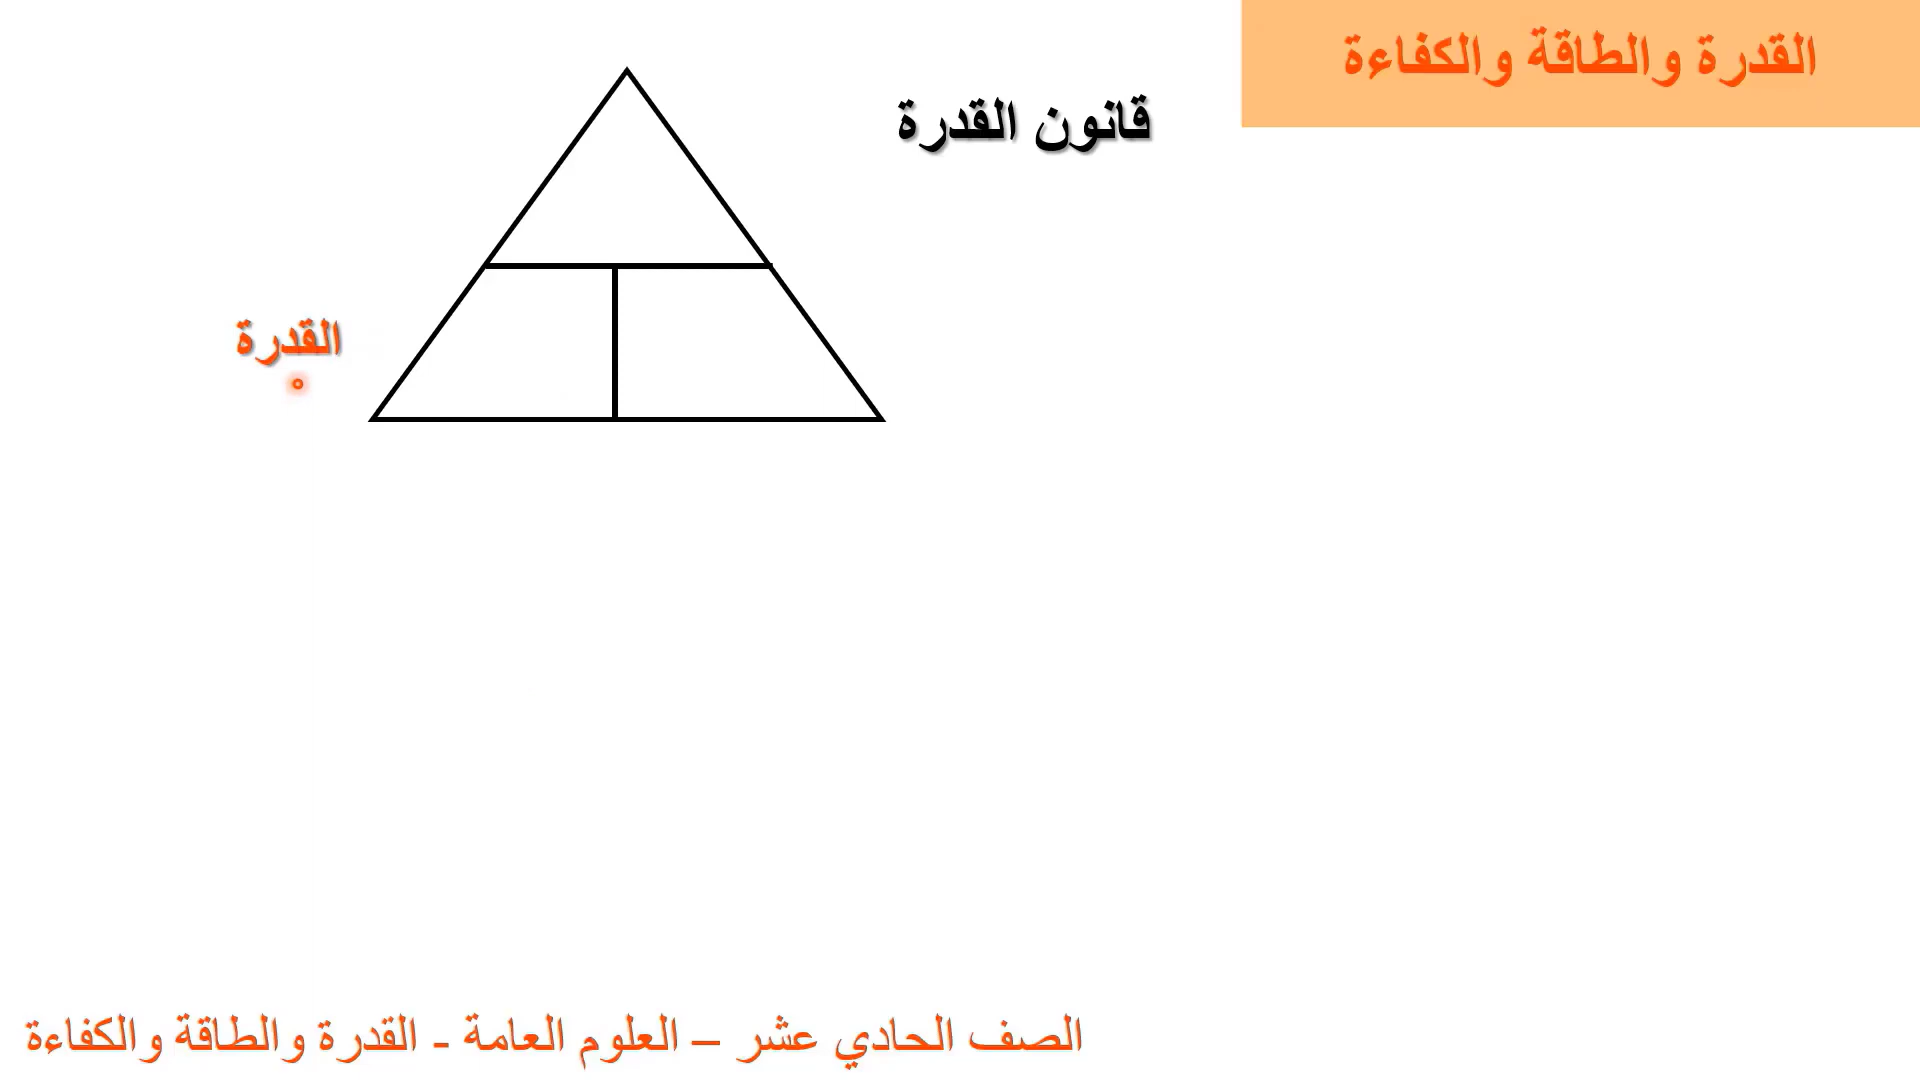 القدرة والطاقة والكفاءة
قانون القدرة
القدرة
الصف الحادي عشر – العلوم العامة - القدرة والطاقة والكفاءة